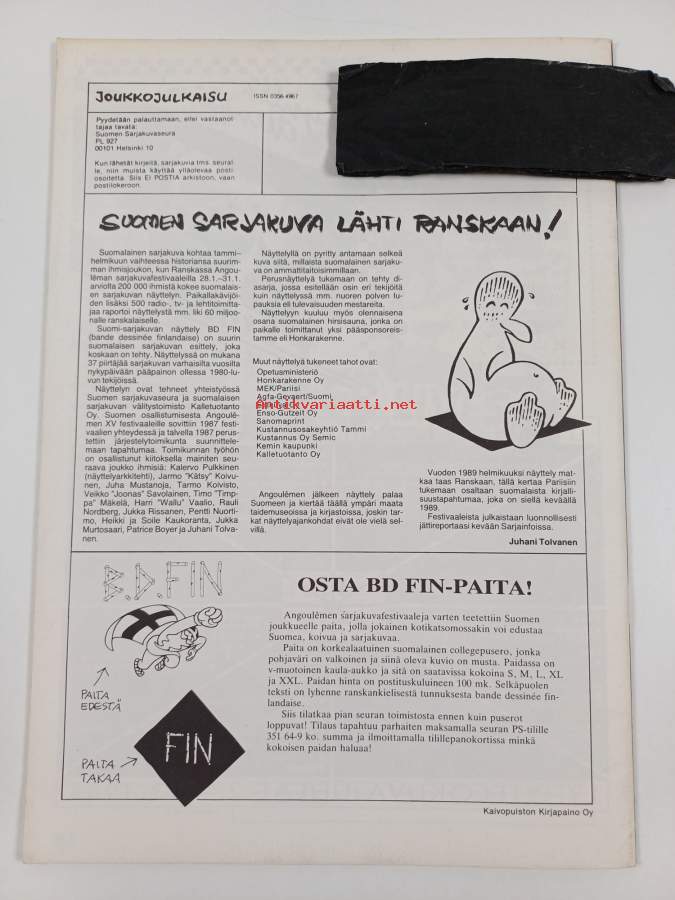 JOUKKOJULKAISU
ISSN 0356-4967
Pyydetään palauttamaan, ellei vastaanot
tajaa tavata:
Suomen Sarjakuvaseura
PL 927
00101 Helsinki 10
Kun lähetät kirjeitä, sarjakuvia tms. seural
le, niin muista käyttää ylläolevaa posti
osoitetta. Siis EI POSTIA arkistoon, vaan
postilokeroon.
SUOMEN SARJAKUVA LÄHTI RANSKAAN!
Suomalainen sarjakuva kohtaa tammi–
helmikuun vaihteessa historiansa suurim-
man ihmisjoukon, kun Ranskassa Angou-
lêman sarjakuvafestivaaleilla 28.1.–31.1.
arviolta 200 000 ihmistä kokee suomalais-
en sarjakuvan näyttelyn. Paikallakävijöi-
den lisäksi 500 radio-, tv- ja lehtitoimitta-
jaa raportoi näyttelystä mm. liki 60 miljoo-
nalle ranskalaiselle.
Suomi-sarjakuvan näyttely BD FIN
(bande dessinée finlandaise) on suurin
suomalaisen sarjakuvan esittely, joka
koskaan on tehty. Näyttelyssä on mukana
37 piirtäjää sarjakuvan varhaisilta vuosilta
nykypäivään pääpainon ollessa 1980-lu-
vun tekijöissä.
Näyttelyn ovat tehneet yhteistyössä
Suomen sarjakuvaseura ja suomalaisen
sarjakuvan välitystoimisto Kalletuotanto
Oy. Suomen osallistumisesta Angoulê-
men XV festivaaleille sovittiin 1987 festi-
vaalien yhteydessä ja talvella 1987 perus-
tettiin järjestelytoimikunta suunnittele-
maan tapahtumaa. Toimikunnan työhön
on osallistunut kiitoksella mainiten seu-
raava joukko ihmisiä: Kalervo Pulkkinen
(näyttelyarkkitehti), Jarmo "Kätsy" Koivu-
nen, Juha Mustanoja, Tarmo Koivisto,
Veikko "Joonas" Savolainen, Timo "Timp-
pa" Mäkelä, Harri "Wallu" Vaalio, Rauli
Nordberg, Jukka Rissanen, Pentti Nuorti-
mo, Heikki ja Soile Kaukoranta, Jukka
Murtosaari, Patrice Boyer ja Juhani Tolva-
nen.
Näyttelyllä on pyritty antamaan selkeä
kuva siitä, millaista suomalainen sarjaku-
va on ammattitaitoisimmillaan.
Perusnäyttelyä tukemaan on tehty di-
asarja, jossa esitellään osin eri tekijöitä
kuin näyttelyssä mm. nuoren polven lu-
pauksia eli tulevaisuuden mestareita.
Näyttelyyn kuuluu myös olennaisena
osana suomalainen hirsisauna, jonka on
paikalle toimittanut yksi pääsponsoreis-
tamme eli Honkarakenne.
Muut näyttelyä tukeneet tahot ovat:
Opetusministeriö
Honkarakenne Oy
MEK/Pariisi
Agfa-Gevaert/Suomi
Antikvariaatti.net
Enso-Gutzeit Oy
Sanomaprint
Kustannusosakeyhtiö Tammi
Kustannus Oy Semic
Kemin kaupunki
Kalletuotanto Oy
Angoulêmen jälkeen näyttely palaa
Suomeen ja kiertää täällä ympäri maata
taidemuseoissa ja kirjastoissa, joskin tar-
kat näyttelyajankohdat eivät ole vielä sel-
villä.
Vuoden 1989 helmikuuksi näyttely mat-
kaa taas Ranskaan, tällä kertaa Pariisiin
tukemaan osaltaan suomalaista kirjalli-
suustapahtumaa, joka on siellä keväällä
1989.
Festivaaleista julkaistaan luonnollisesti
jättireportaasi kevään Sarjainfoissa.
Juhani Tolvanen
B.D.FIN
PAITA
EDESTÄ
FIN
PAITA
TAKAA
OSTA BD FIN-PAITA!
Angoulêmen sarjakuvafestivaaleja varten teetettiin Suomen
joukkueelle paita, jolla jokainen kotikatsomossakin voi edustaa
Suomea, koivua ja sarjakuvaa.
Paita on korkealaatuinen suomalainen collegepusero, jonka
pohjaväri on valkoinen ja siinä oleva kuvio on musta. Paidassa on
v-muotoinen kaula-aukko ja sitä on saatavissa kokoina S, M, L, XL
ja XXL. Paidan hinta on postituskuluineen 100 mk. Selkäpuolen
teksti on lyhenne ranskankielisestä tunnuksesta bande dessinée fin-
landaise.
Siis tilatkaa pian seuran toimistosta ennen kuin puserot
loppuvat! Tilaus tapahtuu parhaiten maksamalla seuran PS-tilille
351 64-9 ko. summa ja ilmoittamalla tilillepanokortissa minkä
kokoisen paidan haluaa!
Kaivopuiston Kirjapaino Oy